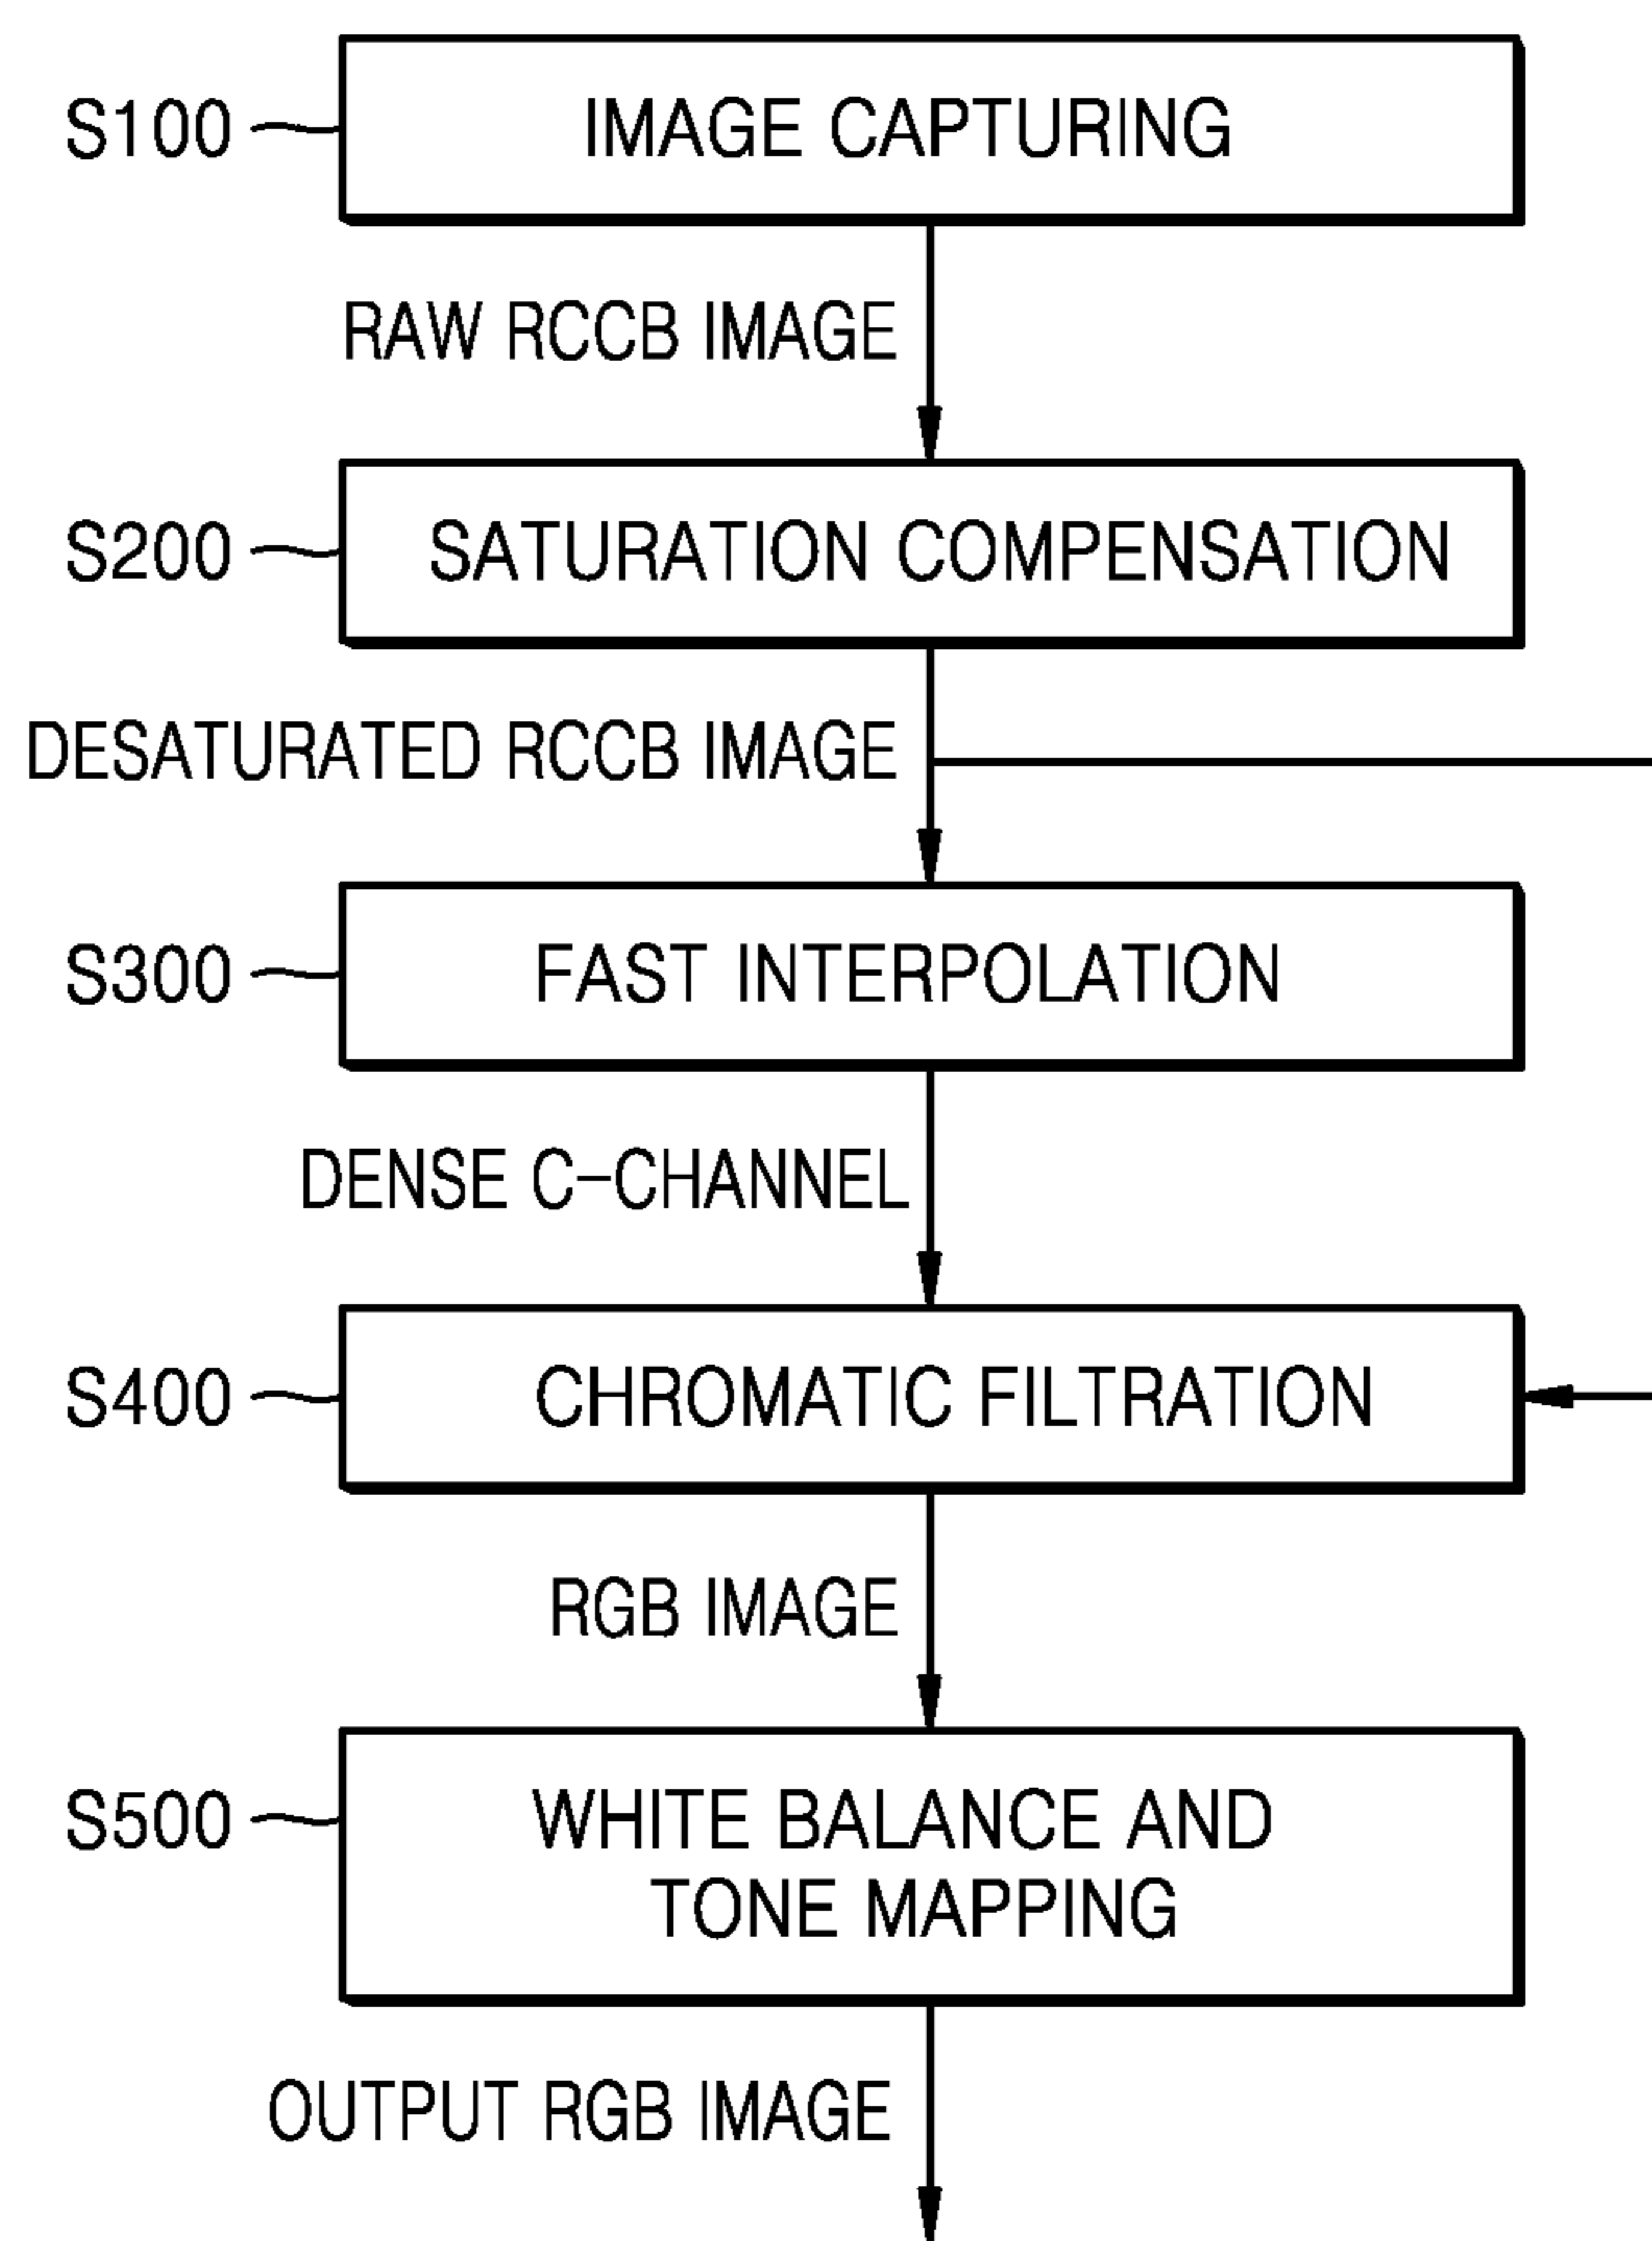 S100
IMAGE CAPTURING
RAW RCCB IMAGE
S200
SATURATION COMPENSATION
DESATURATED RCCB IMAGE
S300
FAST INTERPOLATION
DENSE C-CHANNEL
S400
CHROMATIC FILTRATION
RGB IMAGE
S500
WHITE BALANCE AND
TONE MAPPING
OUTPUT RGB IMAGE